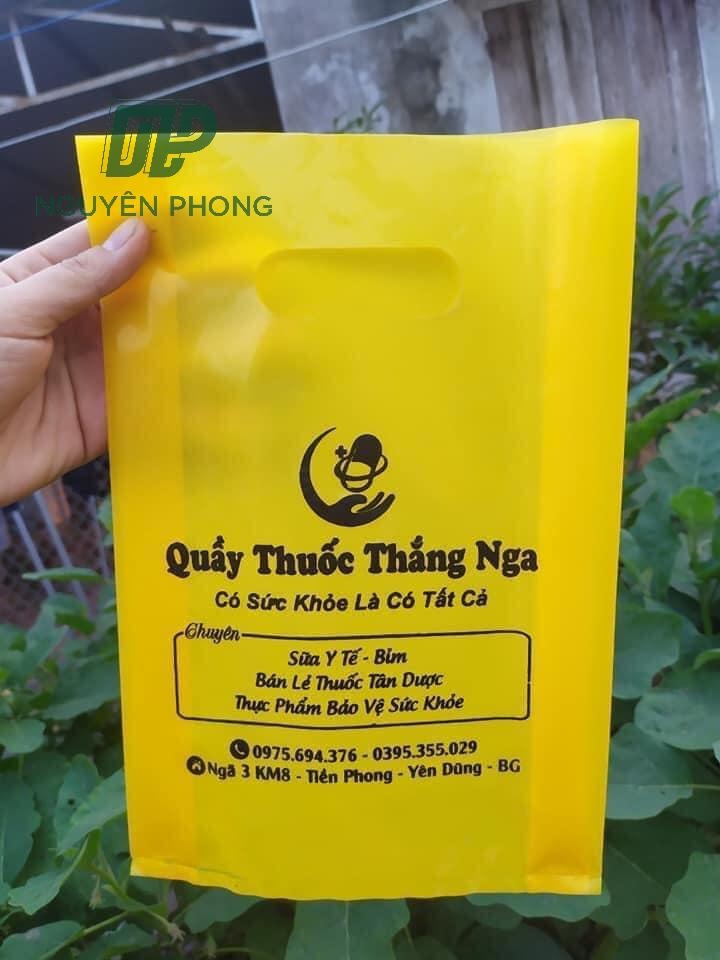 NGUYÊN PHONG
Quầy Thuốc Thắng Nga
Có Sức Khỏe Là Có Tất Cả
Chuyên
Sữa Y Tế - Bỉm
Bán Lẻ Thuốc Tân Dược
Thực Phẩm Bảo Vệ Sức Khỏe
0975.694.376 - 0395.355.029
Ngã 3 KM8 - Tiền Phong - Yên Dũng - BG